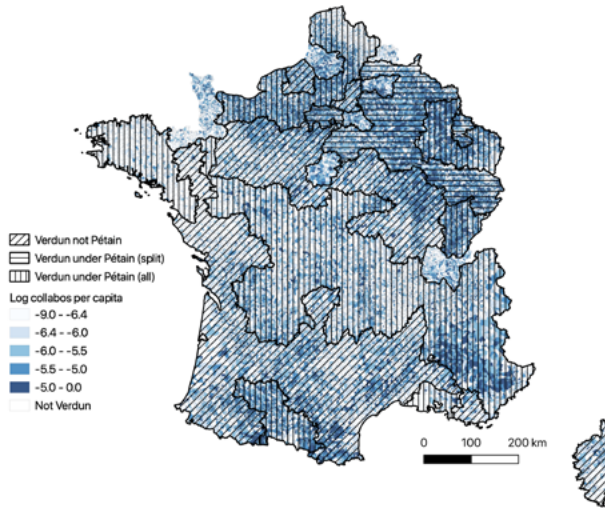 Verdun not Pétain
Verdun under Pétain (split)
Verdun under Pétain (all)
Log collabos per capita
-9.0 - -6.4
-6.4 - -6.0
-6.0 - -5.5
-5.5 - -5.0
-5.0 - 0.0
Not Verdun
0 100 200 km